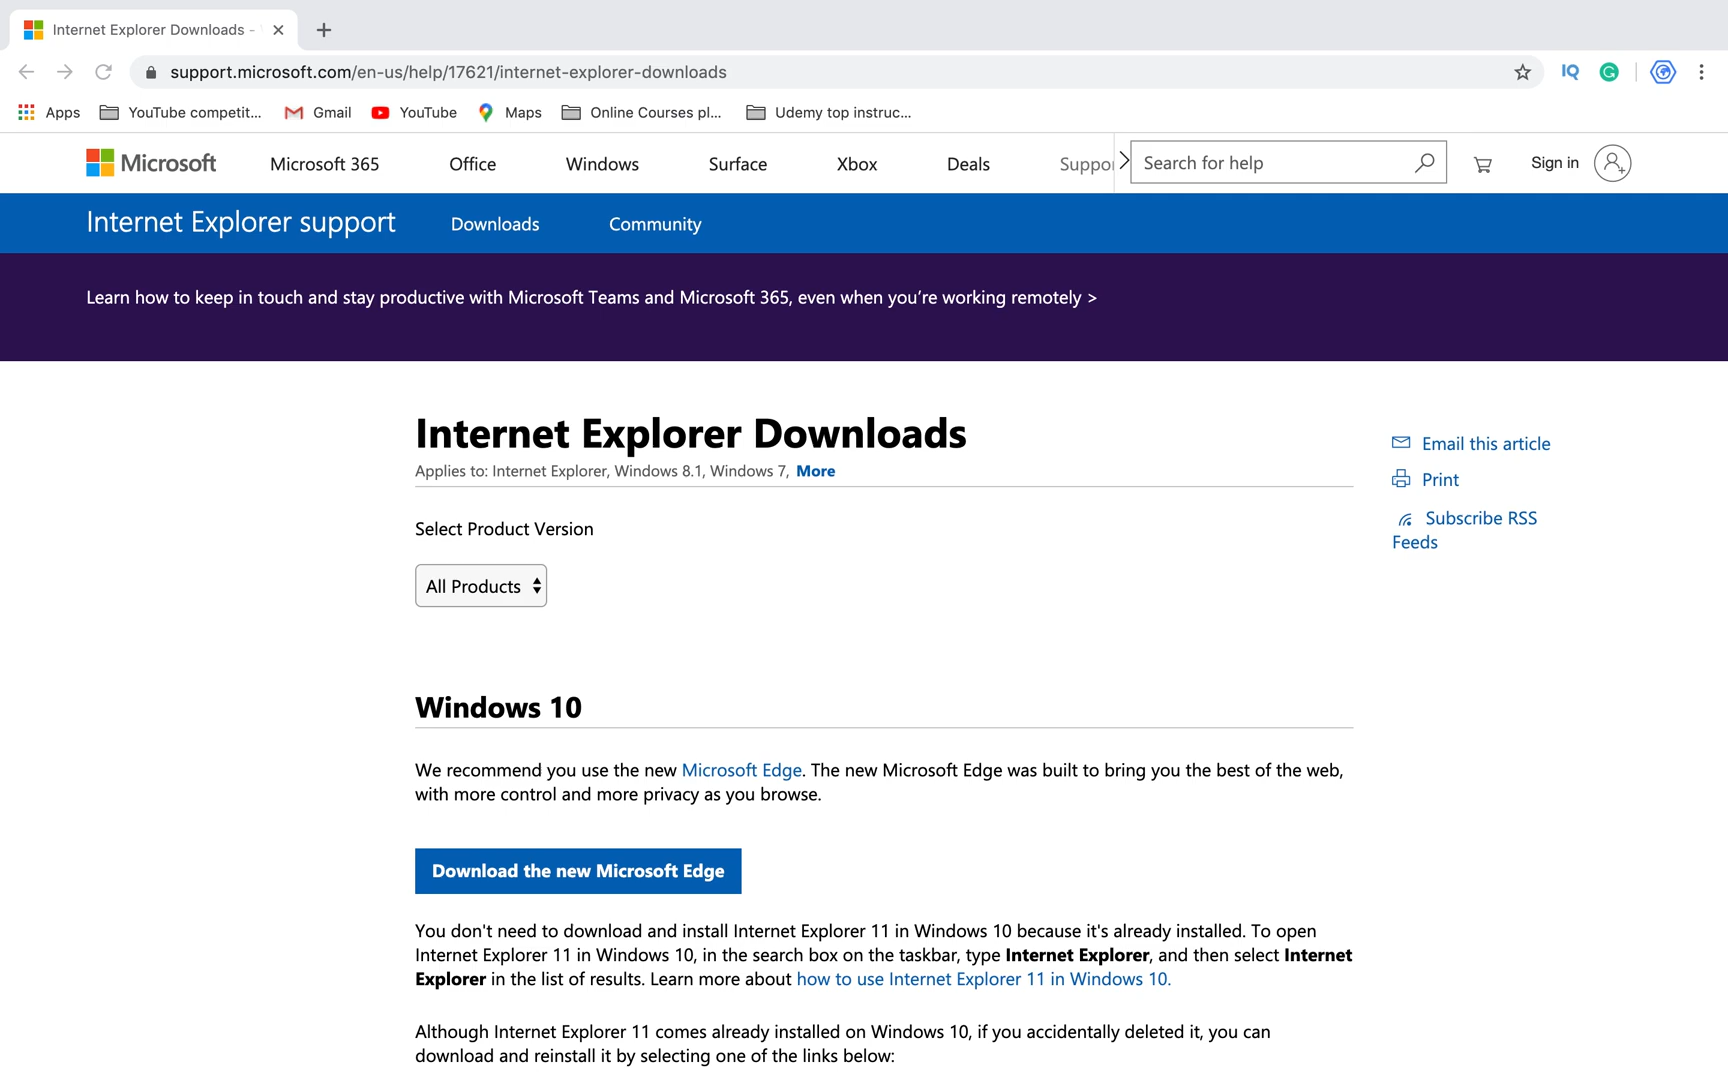 Internet Explorer Downloads -
support.microsoft.com/en-us/help/17621/internet-explorer-downloads
IQ
Apps YouTube competit... Gmail YouTube Maps Online Courses pl... Udemy top instruc...
Microsoft Microsoft 365 Office Windows Surface Xbox Deals Suppor Search for help Sign in
Internet Explorer support Downloads Community
Learn how to keep in touch and stay productive with Microsoft Teams and Microsoft 365, even when you’re working remotely >
Internet Explorer Downloads
Applies to: Internet Explorer, Windows 8.1, Windows 7, More
Email this article
Print
Subscribe RSS
Feeds
Select Product Version
All Products
Windows 10
We recommend you use the new Microsoft Edge. The new Microsoft Edge was built to bring you the best of the web,
with more control and more privacy as you browse.
Download the new Microsoft Edge
You don't need to download and install Internet Explorer 11 in Windows 10 because it's already installed. To open
Internet Explorer 11 in Windows 10, in the search box on the taskbar, type Internet Explorer, and then select Internet
Explorer in the list of results. Learn more about how to use Internet Explorer 11 in Windows 10.
Although Internet Explorer 11 comes already installed on Windows 10, if you accidentally deleted it, you can
download and reinstall it by selecting one of the links below: